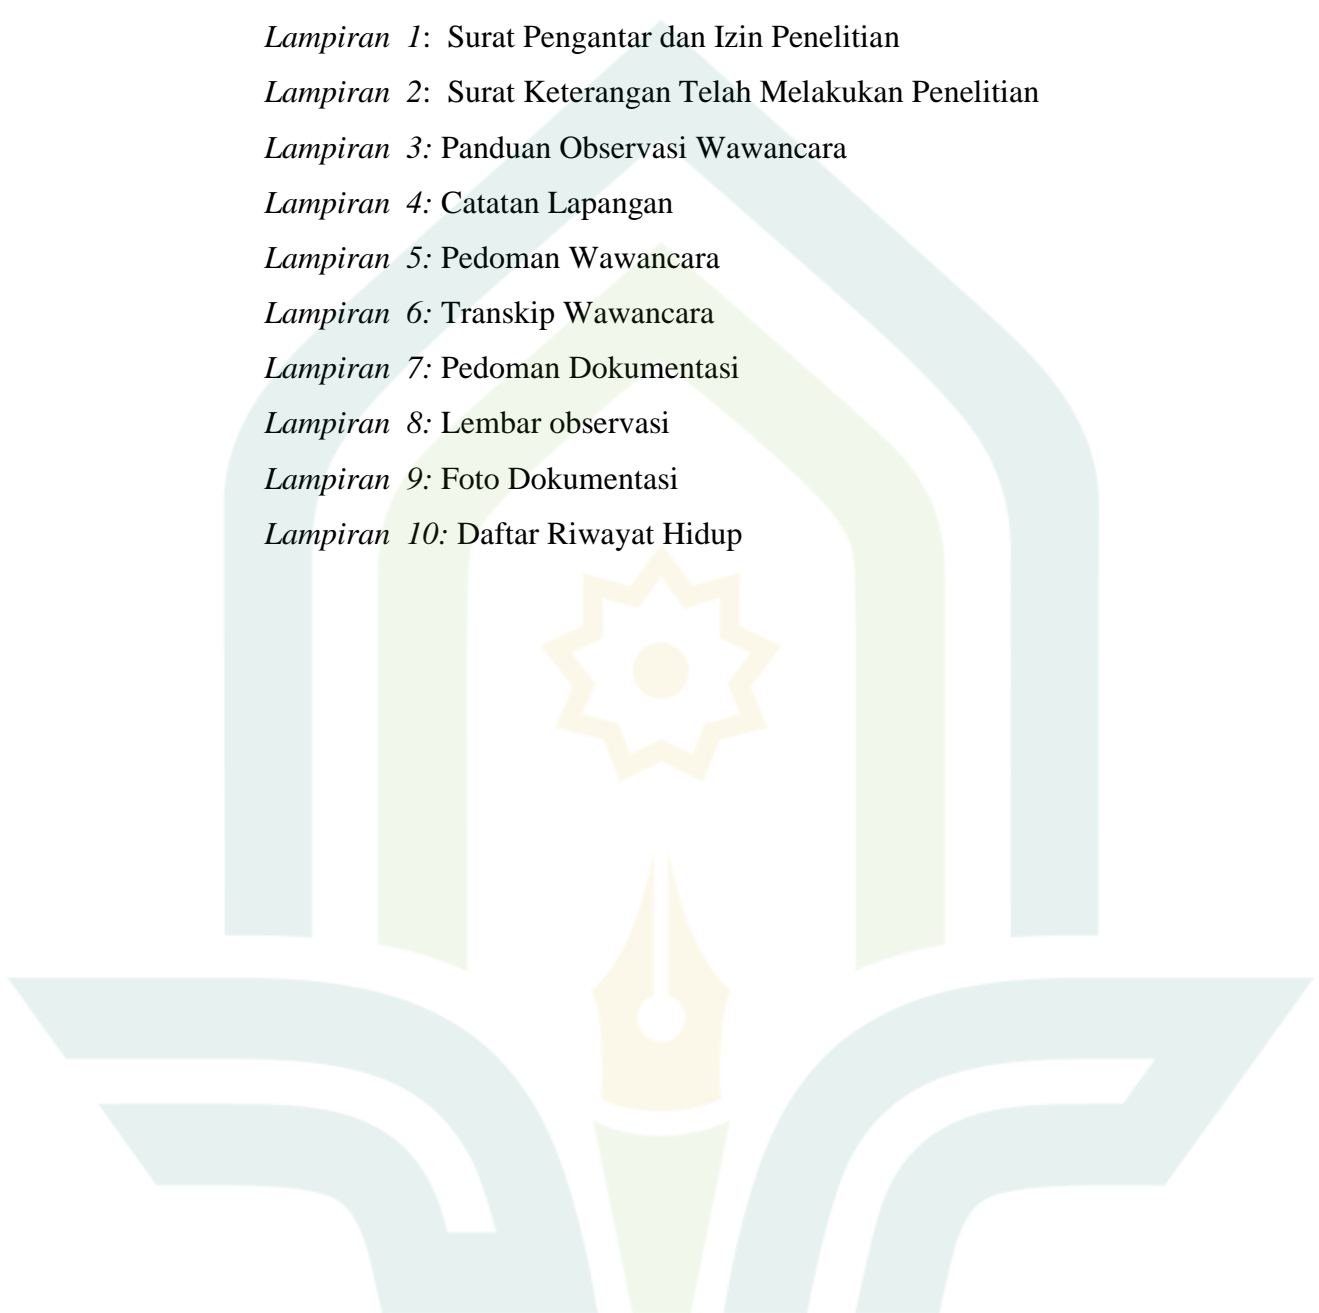 Lampiran 1: Surat Pengantar dan Izin Penelitian
Lampiran 2: Surat Keterangan Telah Melakukan Penelitian
Lampiran 3: Panduan Observasi Wawancara
Lampiran 4: Catatan Lapangan
Lampiran 5: Pedoman Wawancara
Lampiran 6: Transkip Wawancara
Lampiran 7: Pedoman Dokumentasi
Lampiran 8: Lembar observasi
Lampiran 9: Foto Dokumentasi
Lampiran 10: Daftar Riwayat Hidup